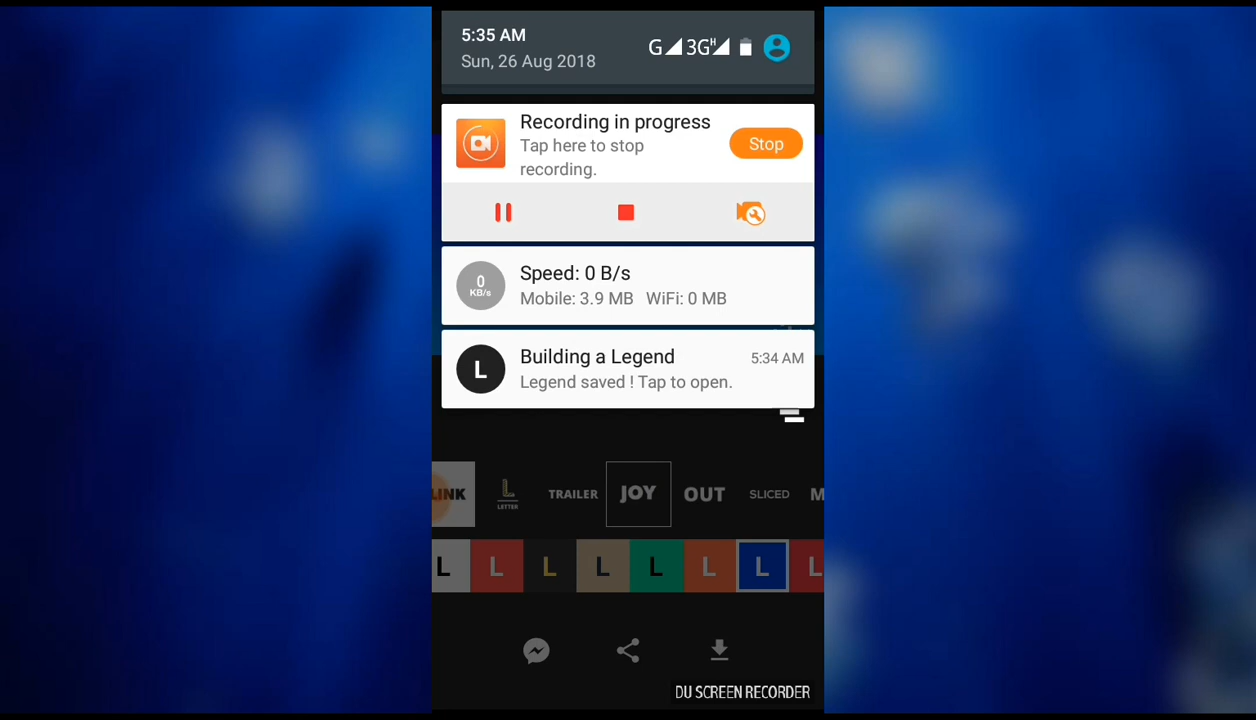 5:35 AM
Sun, 26 Aug 2018
G 3G H
Recording in progress
Tap here to stop
recording.
Stop
0
KB/s
Speed: 0 B/s
Mobile: 3.9 MB WiFi: 0 MB
L
Building a Legend
5:34 AM
Legend saved ! Tap to open.
LINK
L
LETTER
TRAILER
JOY
OUT
SLICED
M
L L L L L L L L
DU SCREEN RECORDER